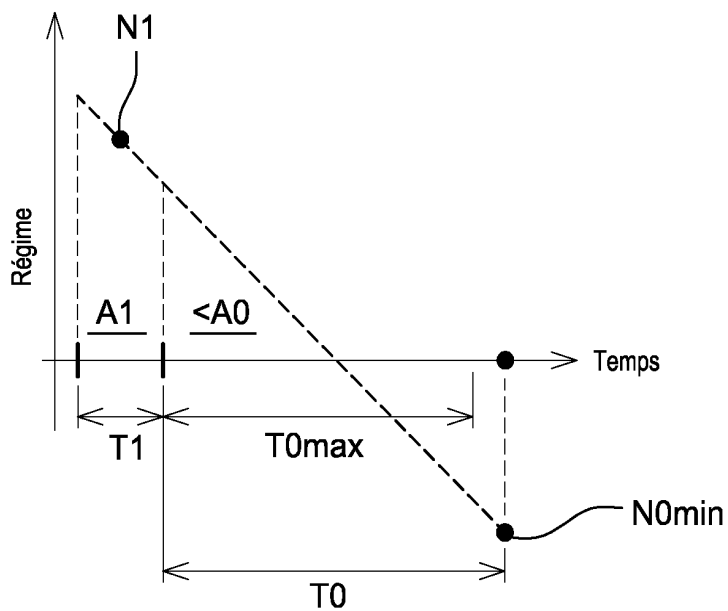 N1
Régime
A1
<A0
Temps
T1
T0max
N0min
T0